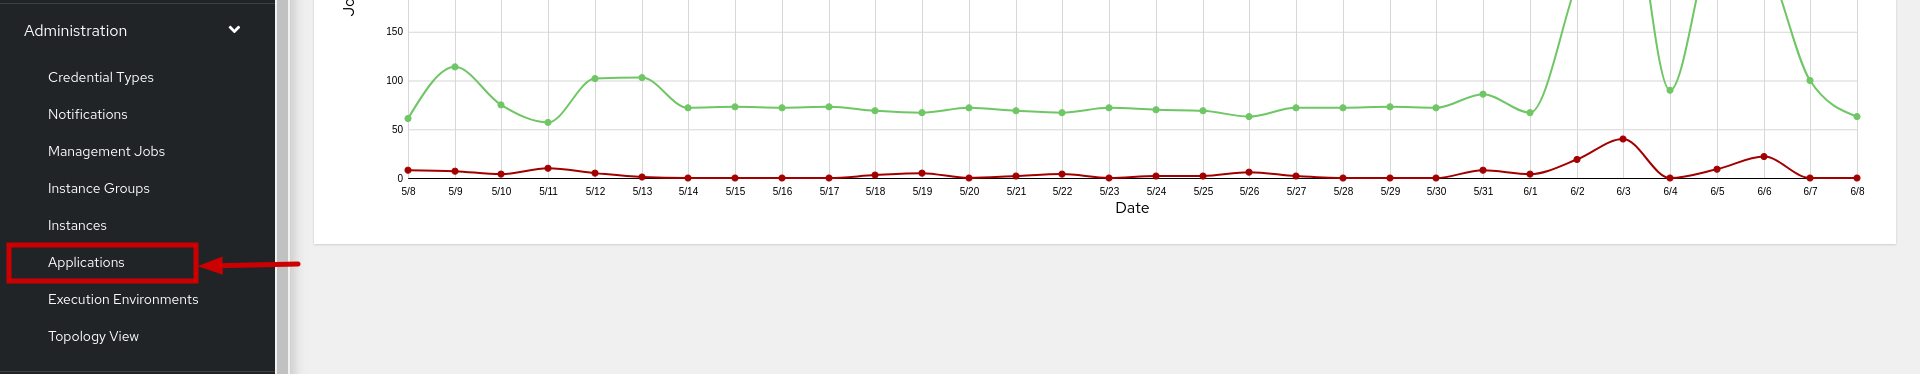 Administration
Credential Types
Notifications
Management Jobs
Instance Groups
Instances
Applications
Execution Environments
Topology View
150
100
50
0
5/8 5/9 5/10 5/11 5/12 5/13 5/14 5/15 5/16 5/17 5/18 5/19 5/20 5/21 5/22 5/23 5/24 5/25 5/26 5/27 5/28 5/29 5/30 5/31 6/1 6/2 6/3 6/4 6/5 6/6 6/7 6/8
Date